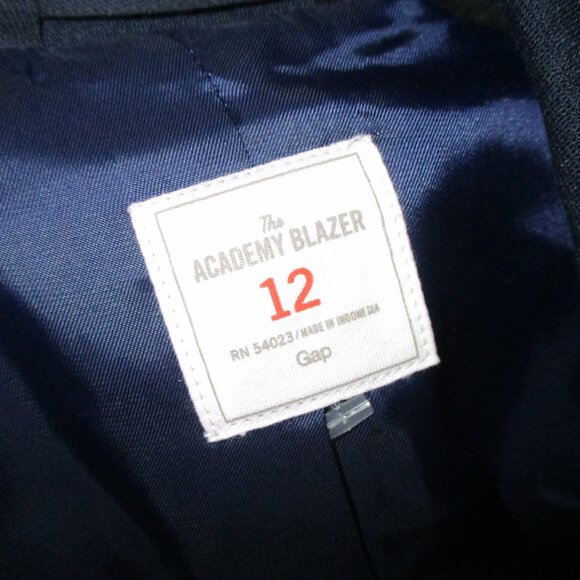 The
ACADEMY BLAZER
12
RN 54023 / MADE IN INDONESIA
Gap